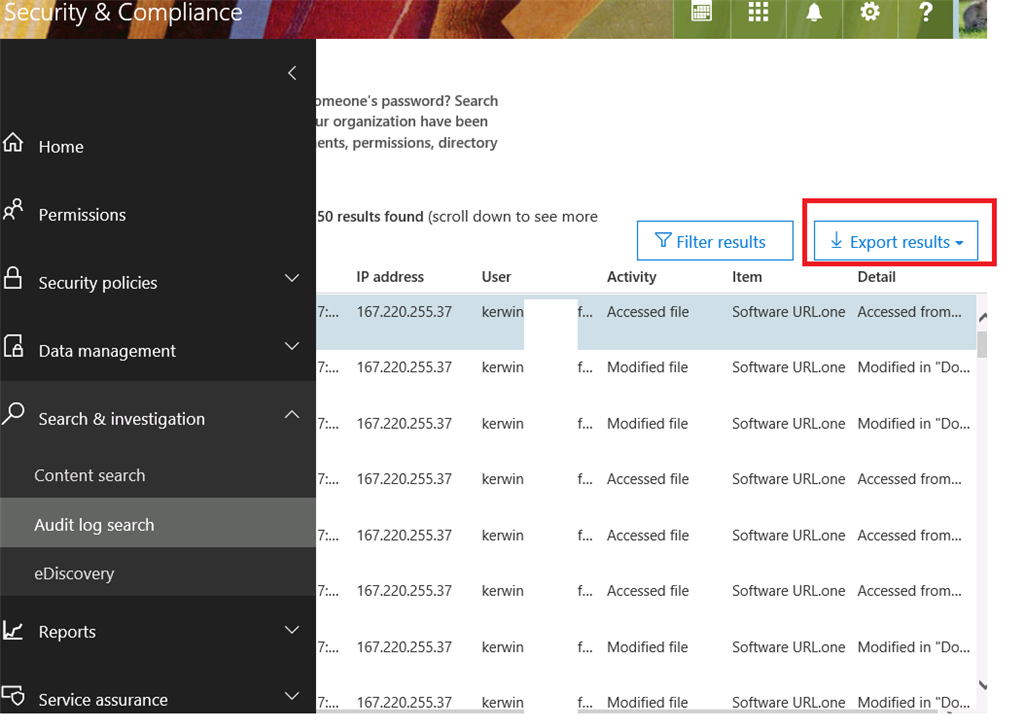 Security & Compliance
?
omeone's password? Search
ur organization have been
ents, permissions, directory
Home
Permissions
Security policies
Data management
Search & investigation
Content search
Audit log search
eDiscovery
Reports
Service assurance
50 results found (scroll down to see more
Filter results
Export results
IP address User Activity Item Detail
7:... 167.220.255.37 kerwin f... Accessed file Software URL.one Accessed from...
7:... 167.220.255.37 kerwin f... Modified file Software URL.one Modified in "Do...
7:... 167.220.255.37 kerwin f... Modified file Software URL.one Modified in "Do...
7:... 167.220.255.37 kerwin f... Accessed file Software URL.one Accessed from...
7:... 167.220.255.37 kerwin f... Accessed file Software URL.one Accessed from...
7:... 167.220.255.37 kerwin f... Accessed file Software URL.one Accessed from...
7:... 167.220.255.37 kerwin f... Modified file Software URL.one Modified in "Do...
7:... 167.220.255.37 kerwin f... Modified file Software URL.one Modified in "Do...